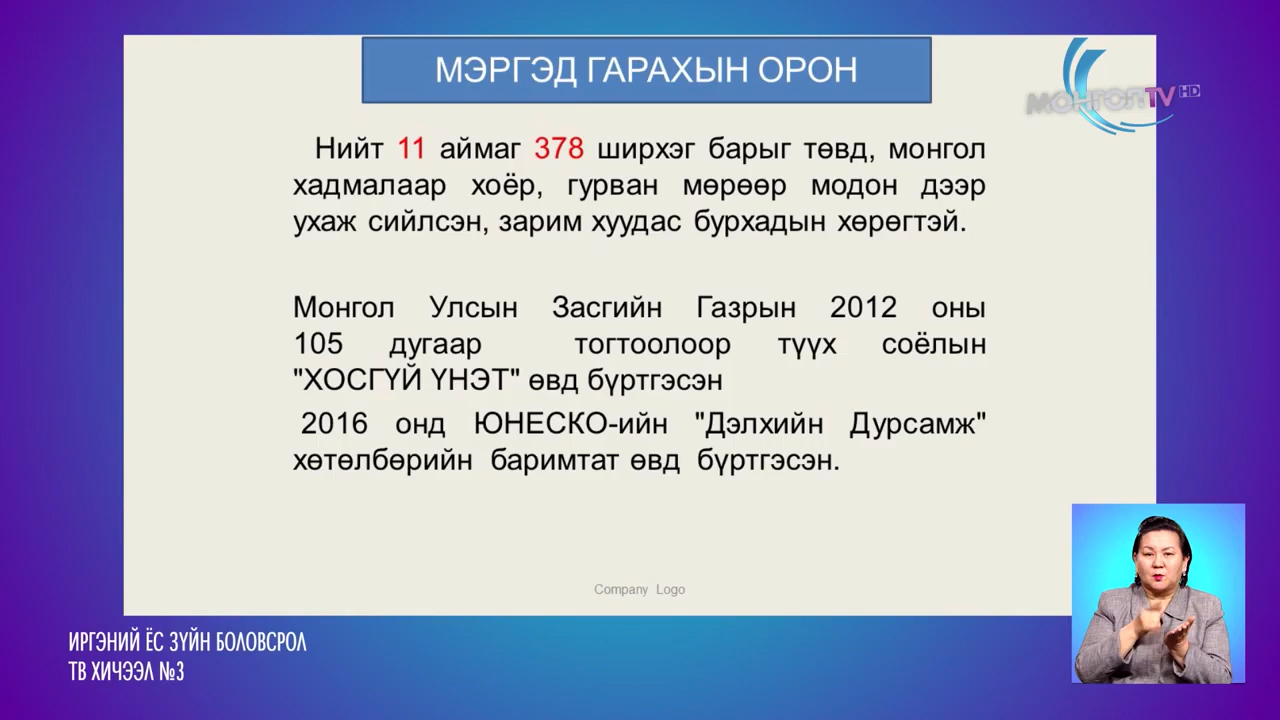 МЭРГЭД ГАРАХЫН ОРОН
МОНГОЛ TV HD
Нийт 11 аймаг 378 ширхэг барыг төвд, монгол
хадмалаар хоёр, гурван мөрөөр модон дээр
ухаж сийлсэн, зарим хуудас бурхадын хөрөгтэй.
Монгол Улсын Засгийн Газрын 2012 оны
105 дугаар тогтоолоор түүх соёлын
"ХОСГҮЙ ҮНЭТ" өвд бүртгэсэн
2016 онд ЮНЕСКО-ийн "Дэлхийн Дурсамж"
хөтөлбөрийн баримтат өвд бүртгэсэн.
Company Logo
ИРГЭНИЙ ЁС ЗҮЙН БОЛОВСРОЛ
ТВ ХИЧЭЭЛ №3